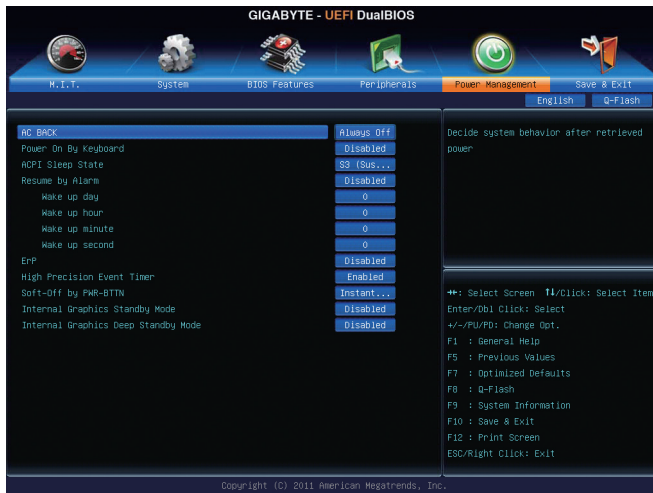 GIGABYTE - UEFI DualBIOS
M.I.T. System BIOS Features Peripherals Power Management Save & Exit
English Q-Flash
AC BACK Always Off
Power On By Keyboard Disabled
ACPI Sleep State S3 (Sus...
Resume by Alarm Disabled
Wake up day 0
Wake up hour 0
Wake up minute 0
Wake up second 0
ErP Disabled
High Precision Event Timer Enabled
Soft-Off by PWR-BTTN Instant...
Internal Graphics Standby Mode Disabled
Internal Graphics Deep Standby Mode Disabled
Decide system behavior after retrieved
power
→←: Select Screen ↑↓/Click: Select Item
Enter/Dbl Click: Select
+/-/PU/PD: Change Opt.
F1 : General Help
F5 : Previous Values
F7 : Optimized Defaults
F8 : Q-Flash
F9 : System Information
F10 : Save & Exit
F12 : Print Screen
ESC/Right Click: Exit
Copyright (C) 2011 American Megatrends, Inc.